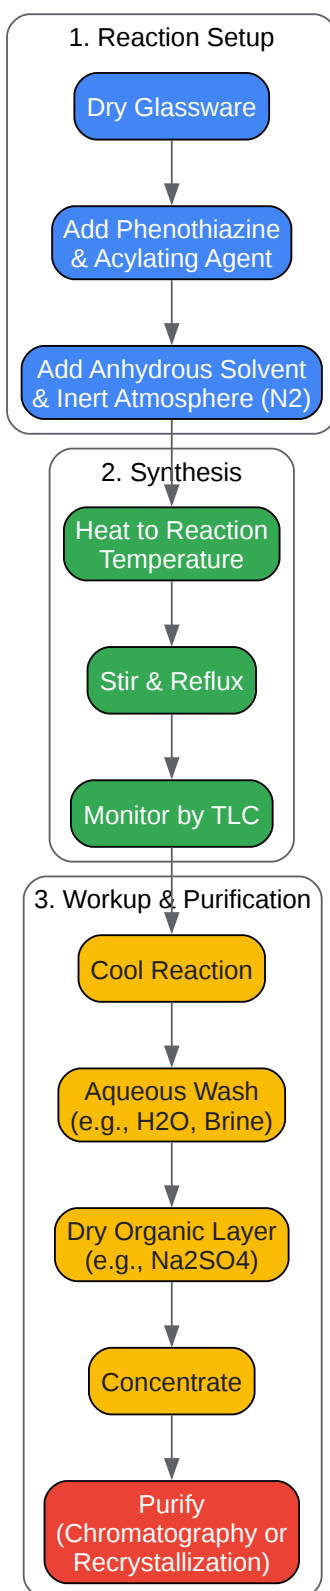 1. Reaction Setup
Dry Glassware
Add Phenothiazine
& Acylating Agent
Add Anhydrous Solvent
& Inert Atmosphere (N2)
2. Synthesis
Heat to Reaction
Temperature
Stir & Reflux
Monitor by TLC
3. Workup & Purification
Cool Reaction
Aqueous Wash
(e.g., H2O, Brine)
Dry Organic Layer
(e.g., Na2SO4)
Concentrate
Purify
(Chromatography or
Recrystallization)